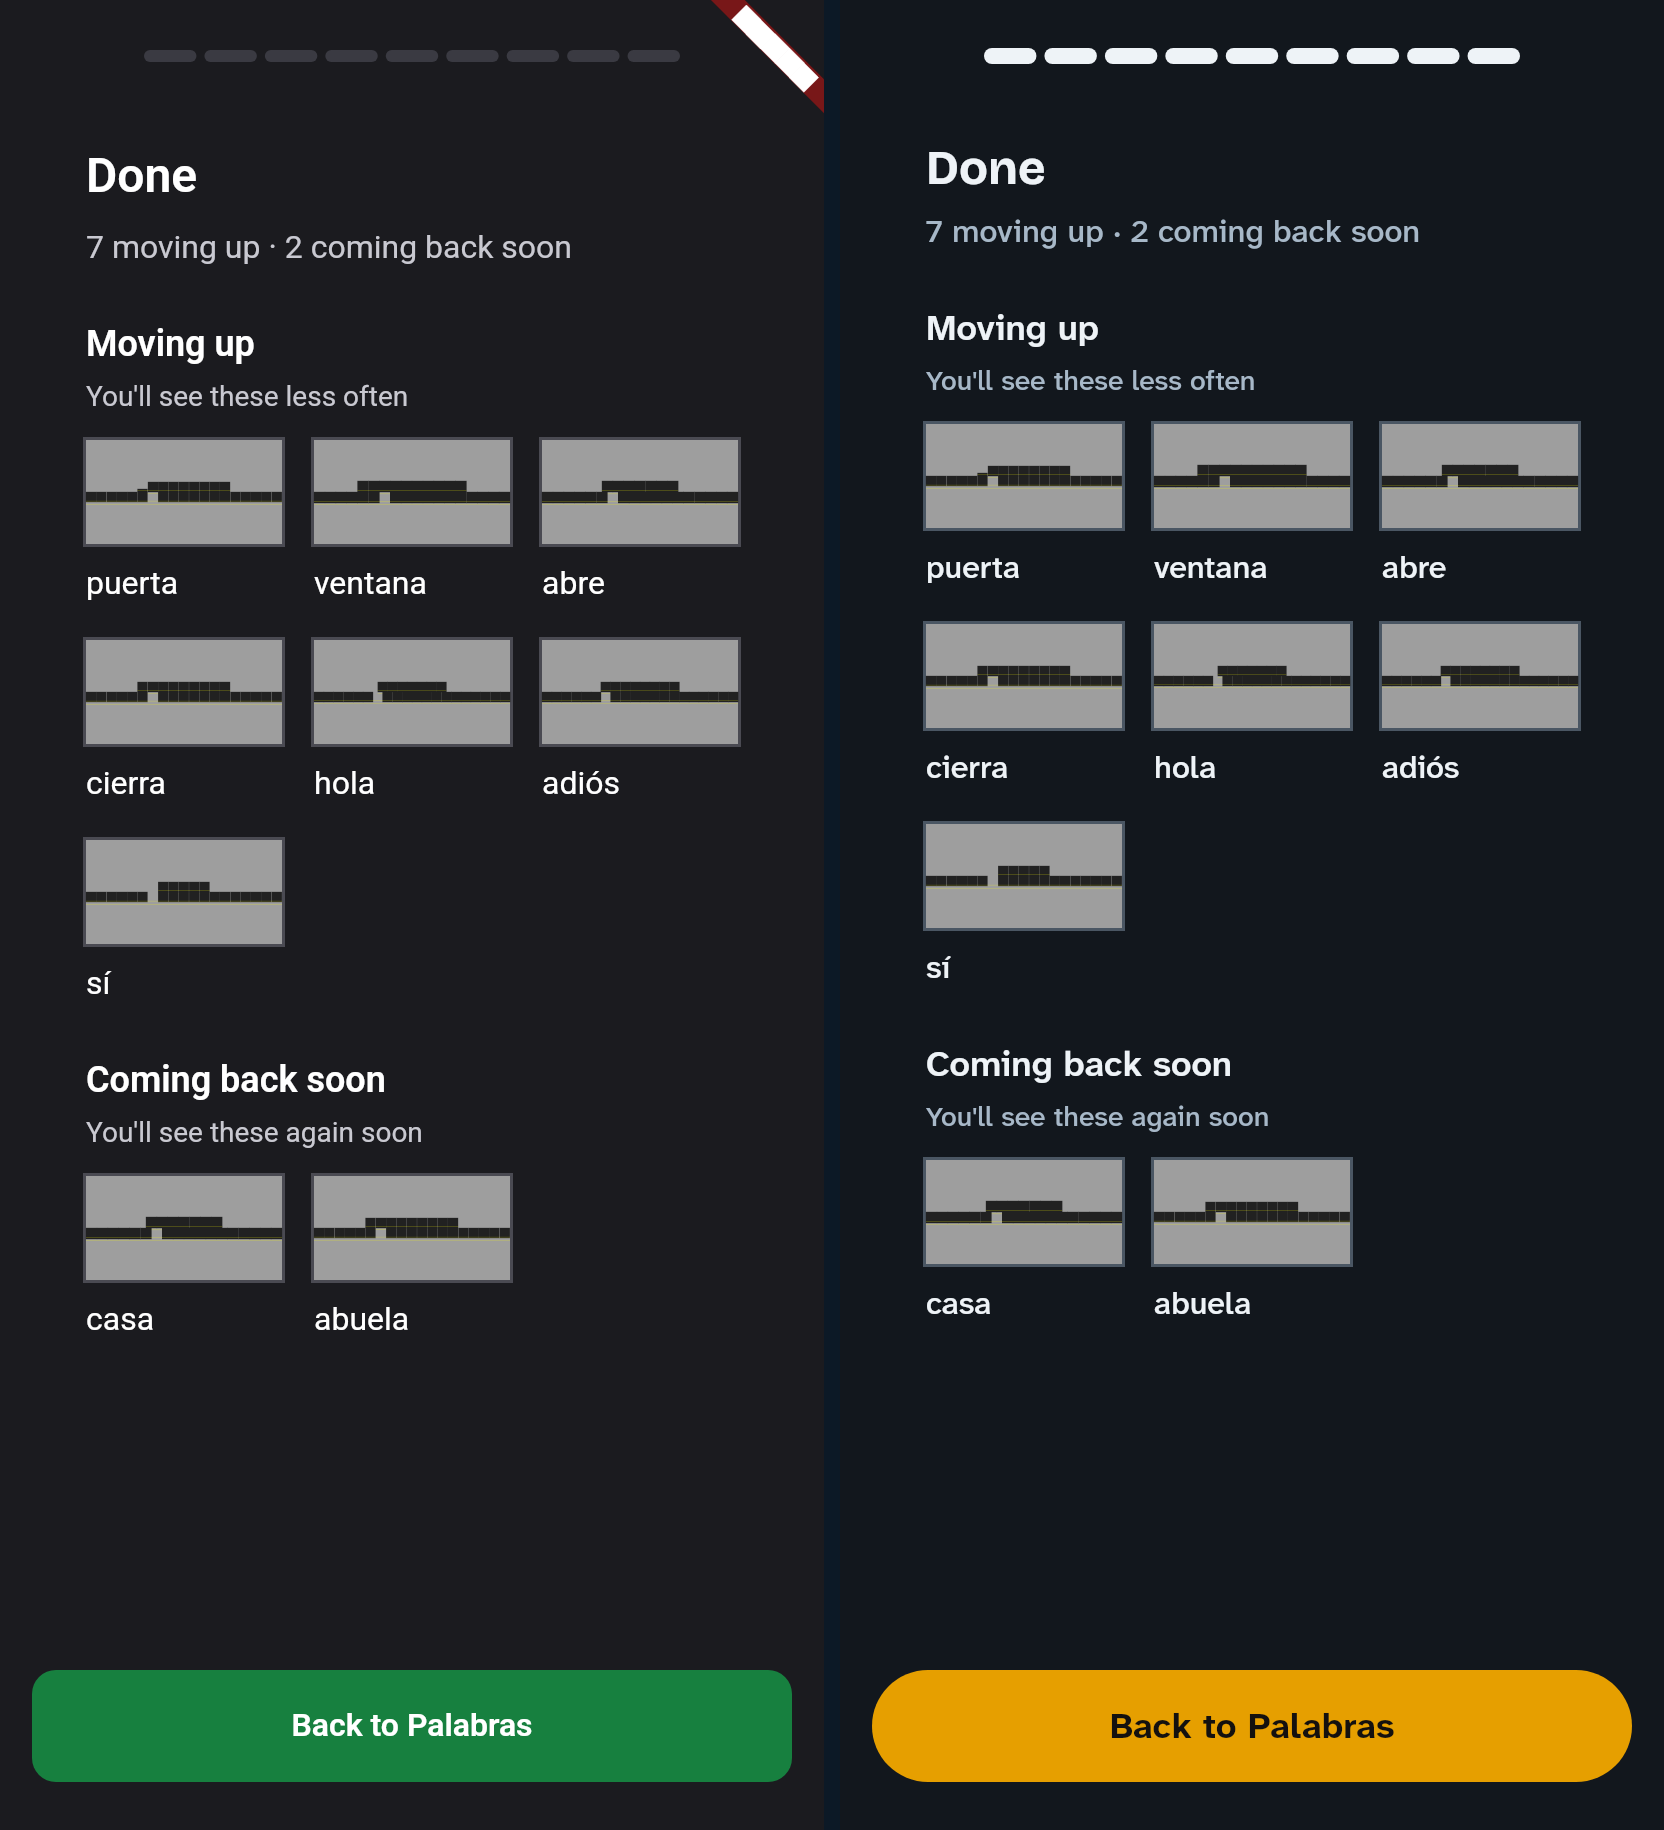 Done
7 moving up · 2 coming back soon
Moving up
You'll see these less often
puerta ventana abre
cierra hola adiós
sí
Coming back soon
You'll see these again soon
casa abuela
Back to Palabras
Done
7 moving up · 2 coming back soon
Moving up
You'll see these less often
puerta ventana abre
cierra hola adiós
sí
Coming back soon
You'll see these again soon
casa abuela
Back to Palabras